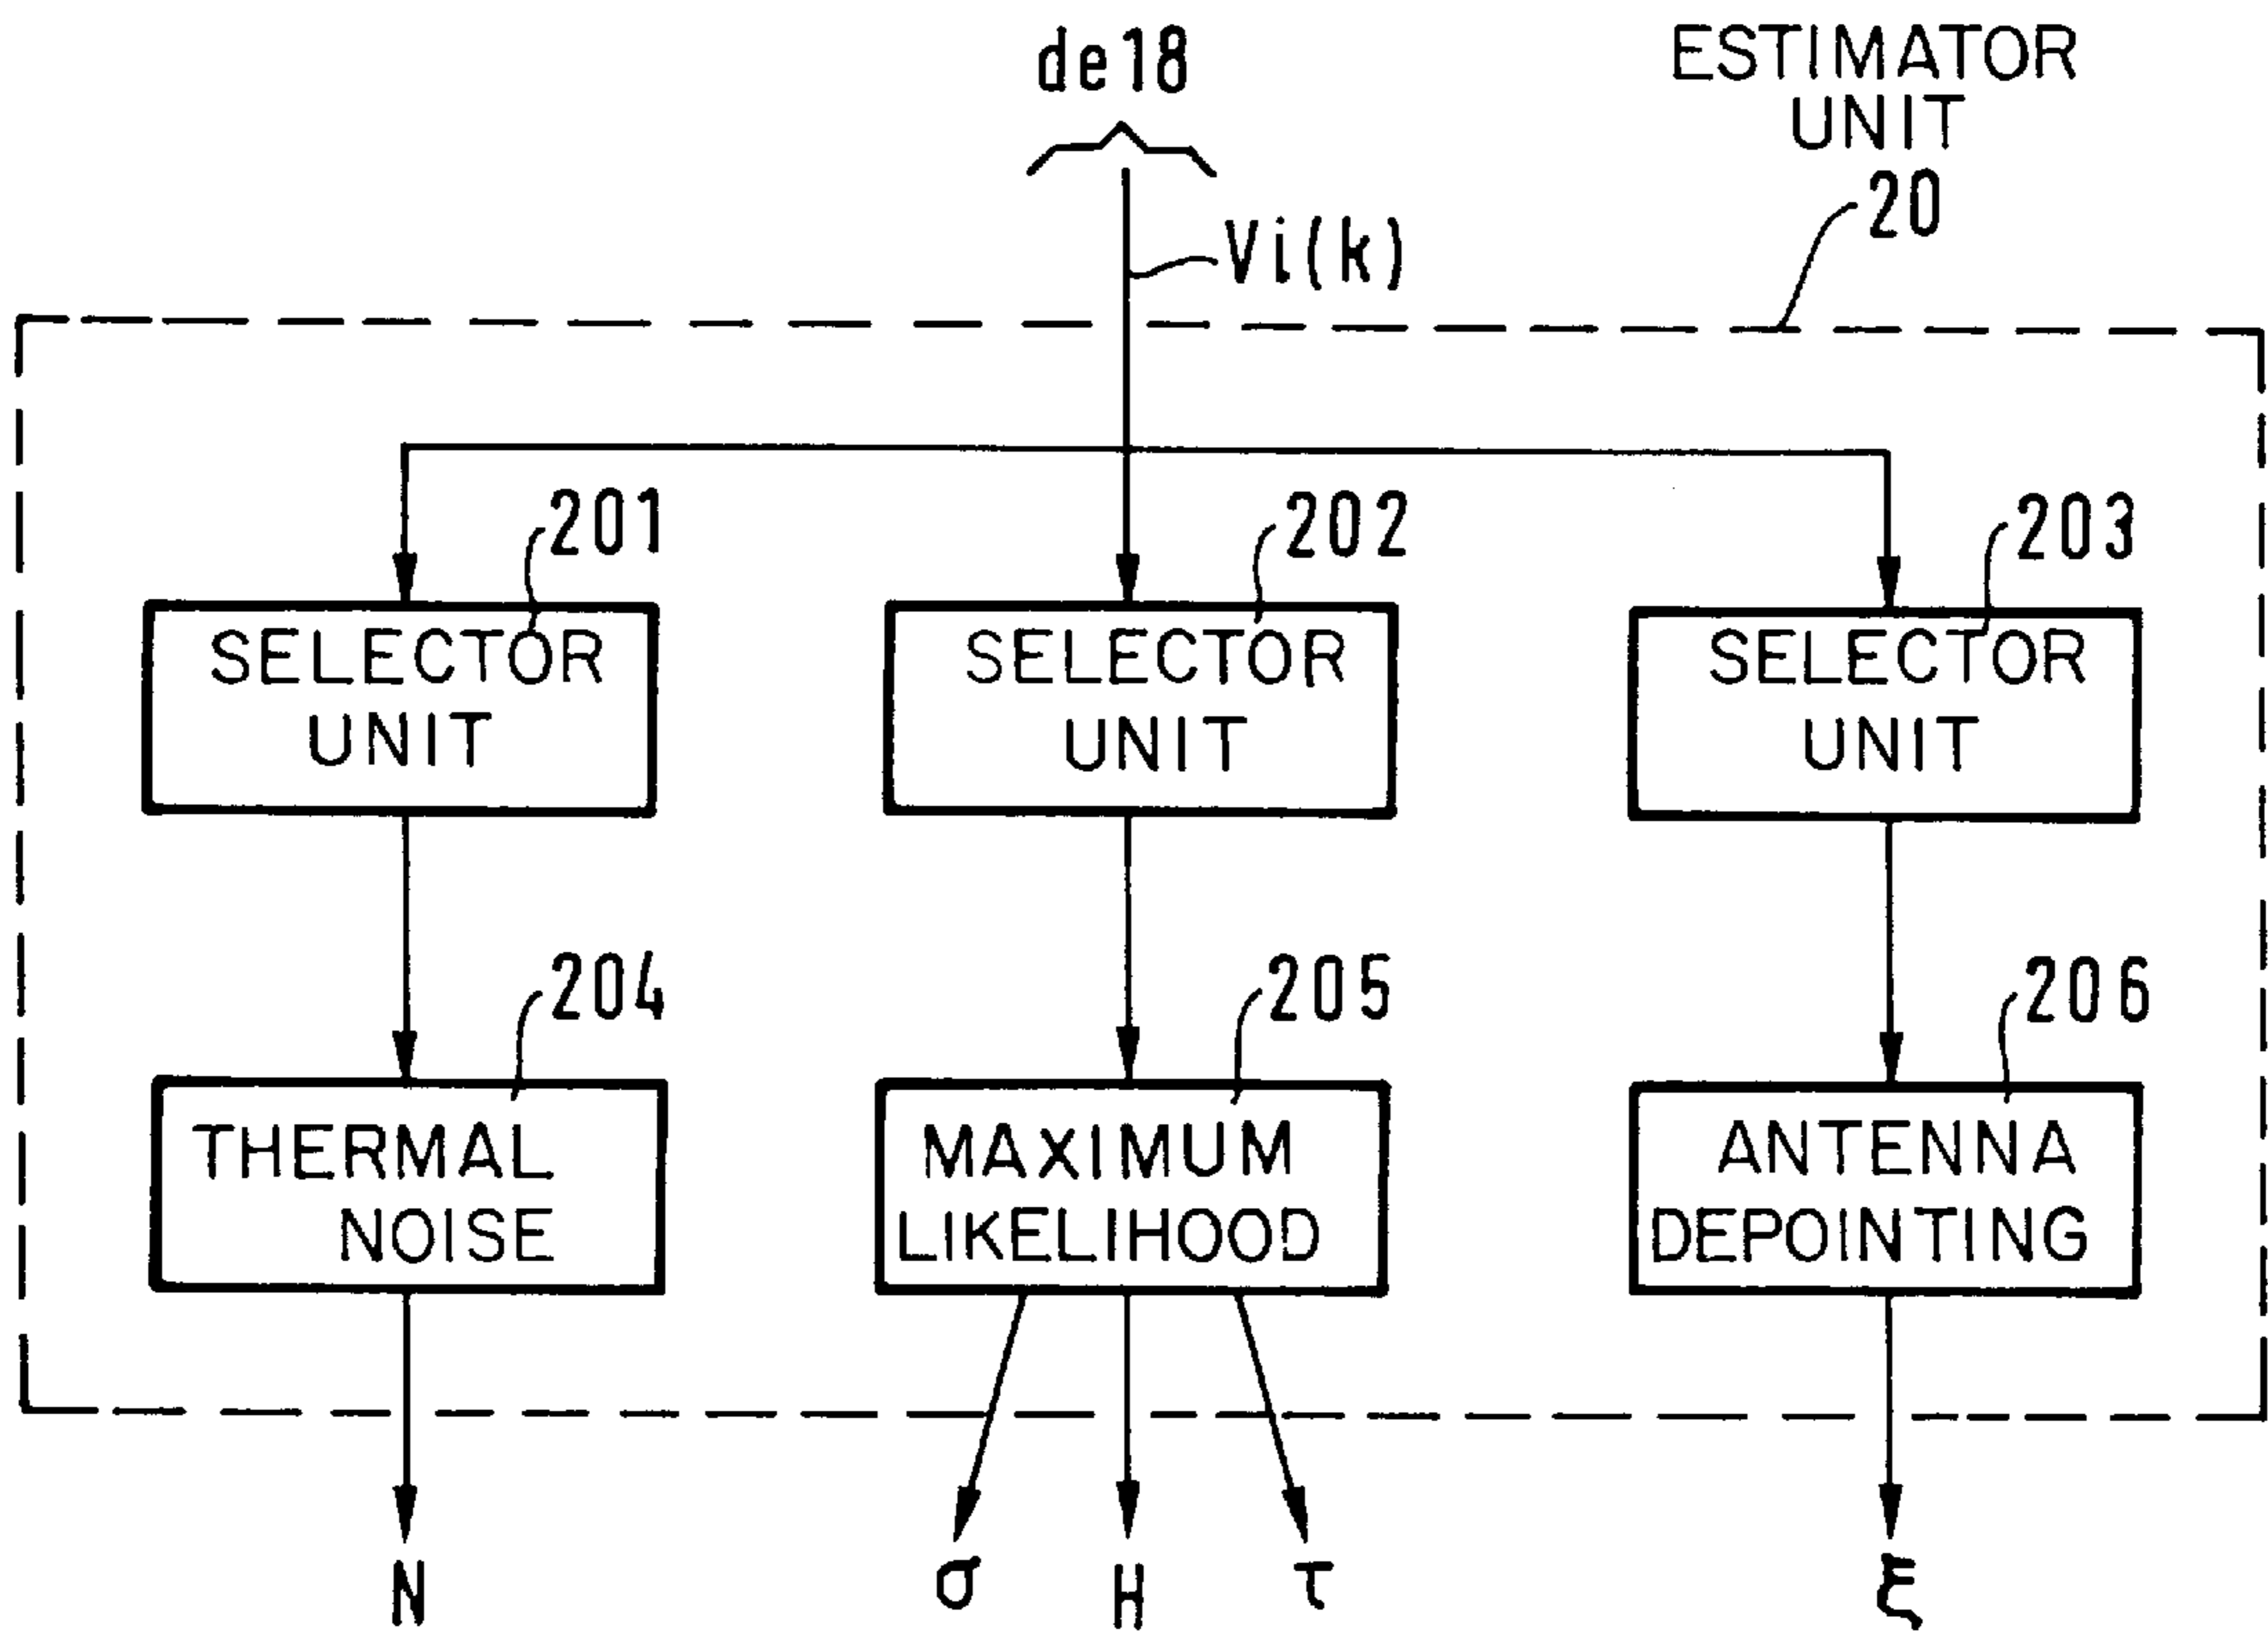 de 18
ESTIMATOR
UNIT
20
Vi(k)
201
202
203
SELECTOR
UNIT
SELECTOR
UNIT
SELECTOR
UNIT
204
205
206
THERMAL
NOISE
MAXIMUM
LIKELIHOOD
ANTENNA
DEPOINTING
N
σ
H
τ
ξ